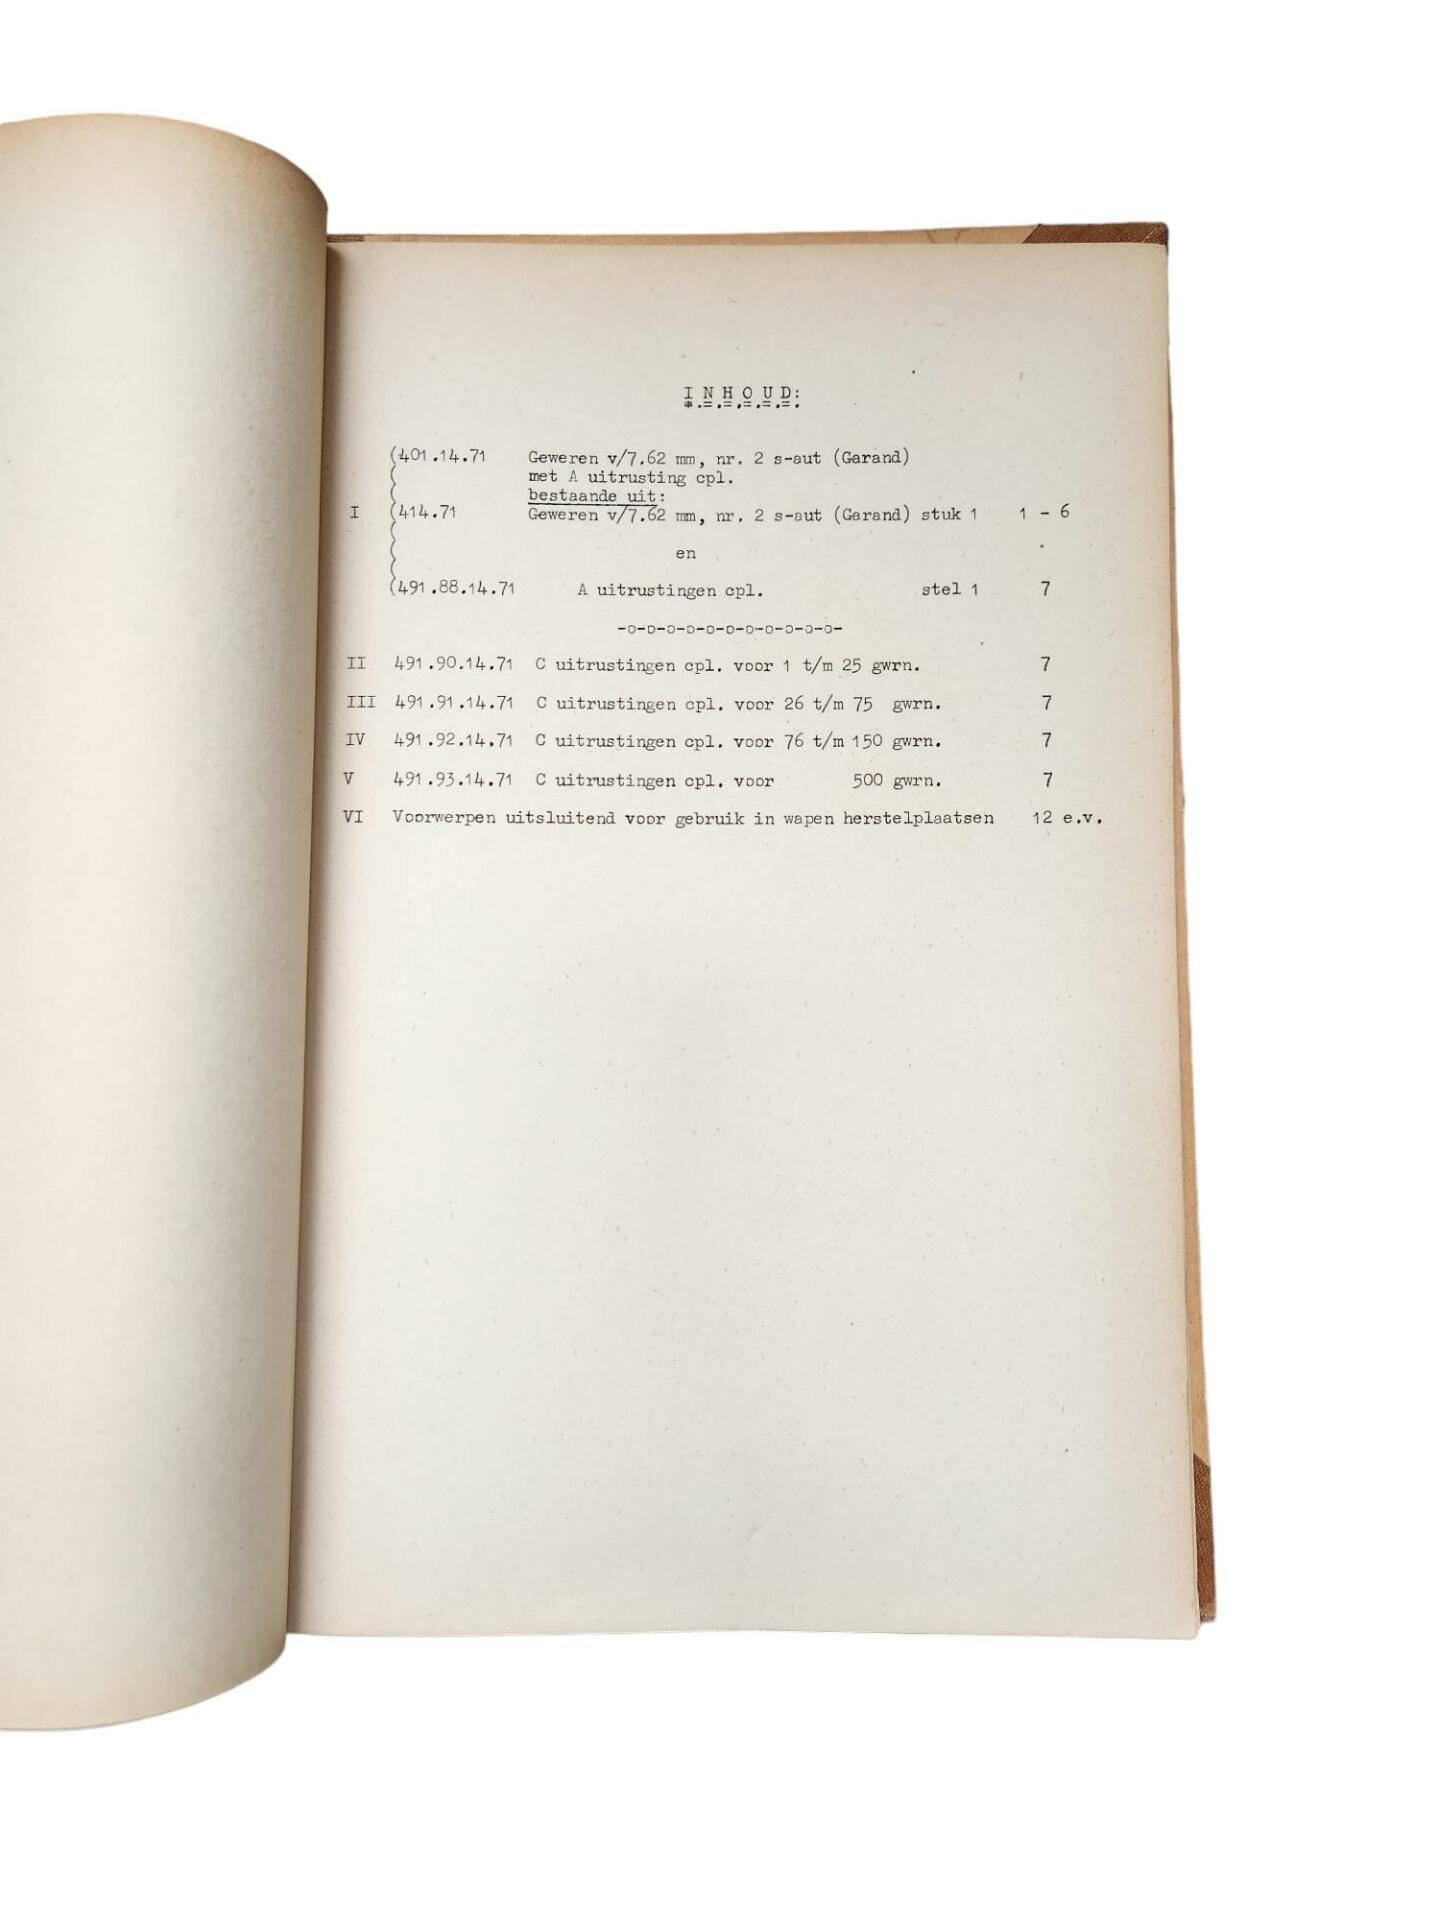 I N H O U D:
(401.14.71 Geweren v/7.62 mm, nr. 2 s-aut (Garand)
met A uitrusting cpl.
bestaande uit:
I (414.71 Geweren v/7.62 mm, nr. 2 s-aut (Garand) stuk 1 1 - 6
en
(491.88.14.71 A uitrustingen cpl. stel 1 7
-o-o-o-o-o-o-o-o-o-o-o-
II 491.90.14.71 C uitrustingen cpl. voor 1 t/m 25 gwrn. 7
III 491.91.14.71 C uitrustingen cpl. voor 26 t/m 75 gwrn. 7
IV 491.92.14.71 C uitrustingen cpl. voor 76 t/m 150 gwrn. 7
V 491.93.14.71 C uitrustingen cpl. voor 500 gwrn. 7
VI Voorwerpen uitsluitend voor gebruik in wapen herstelplaatsen 12 e.v.